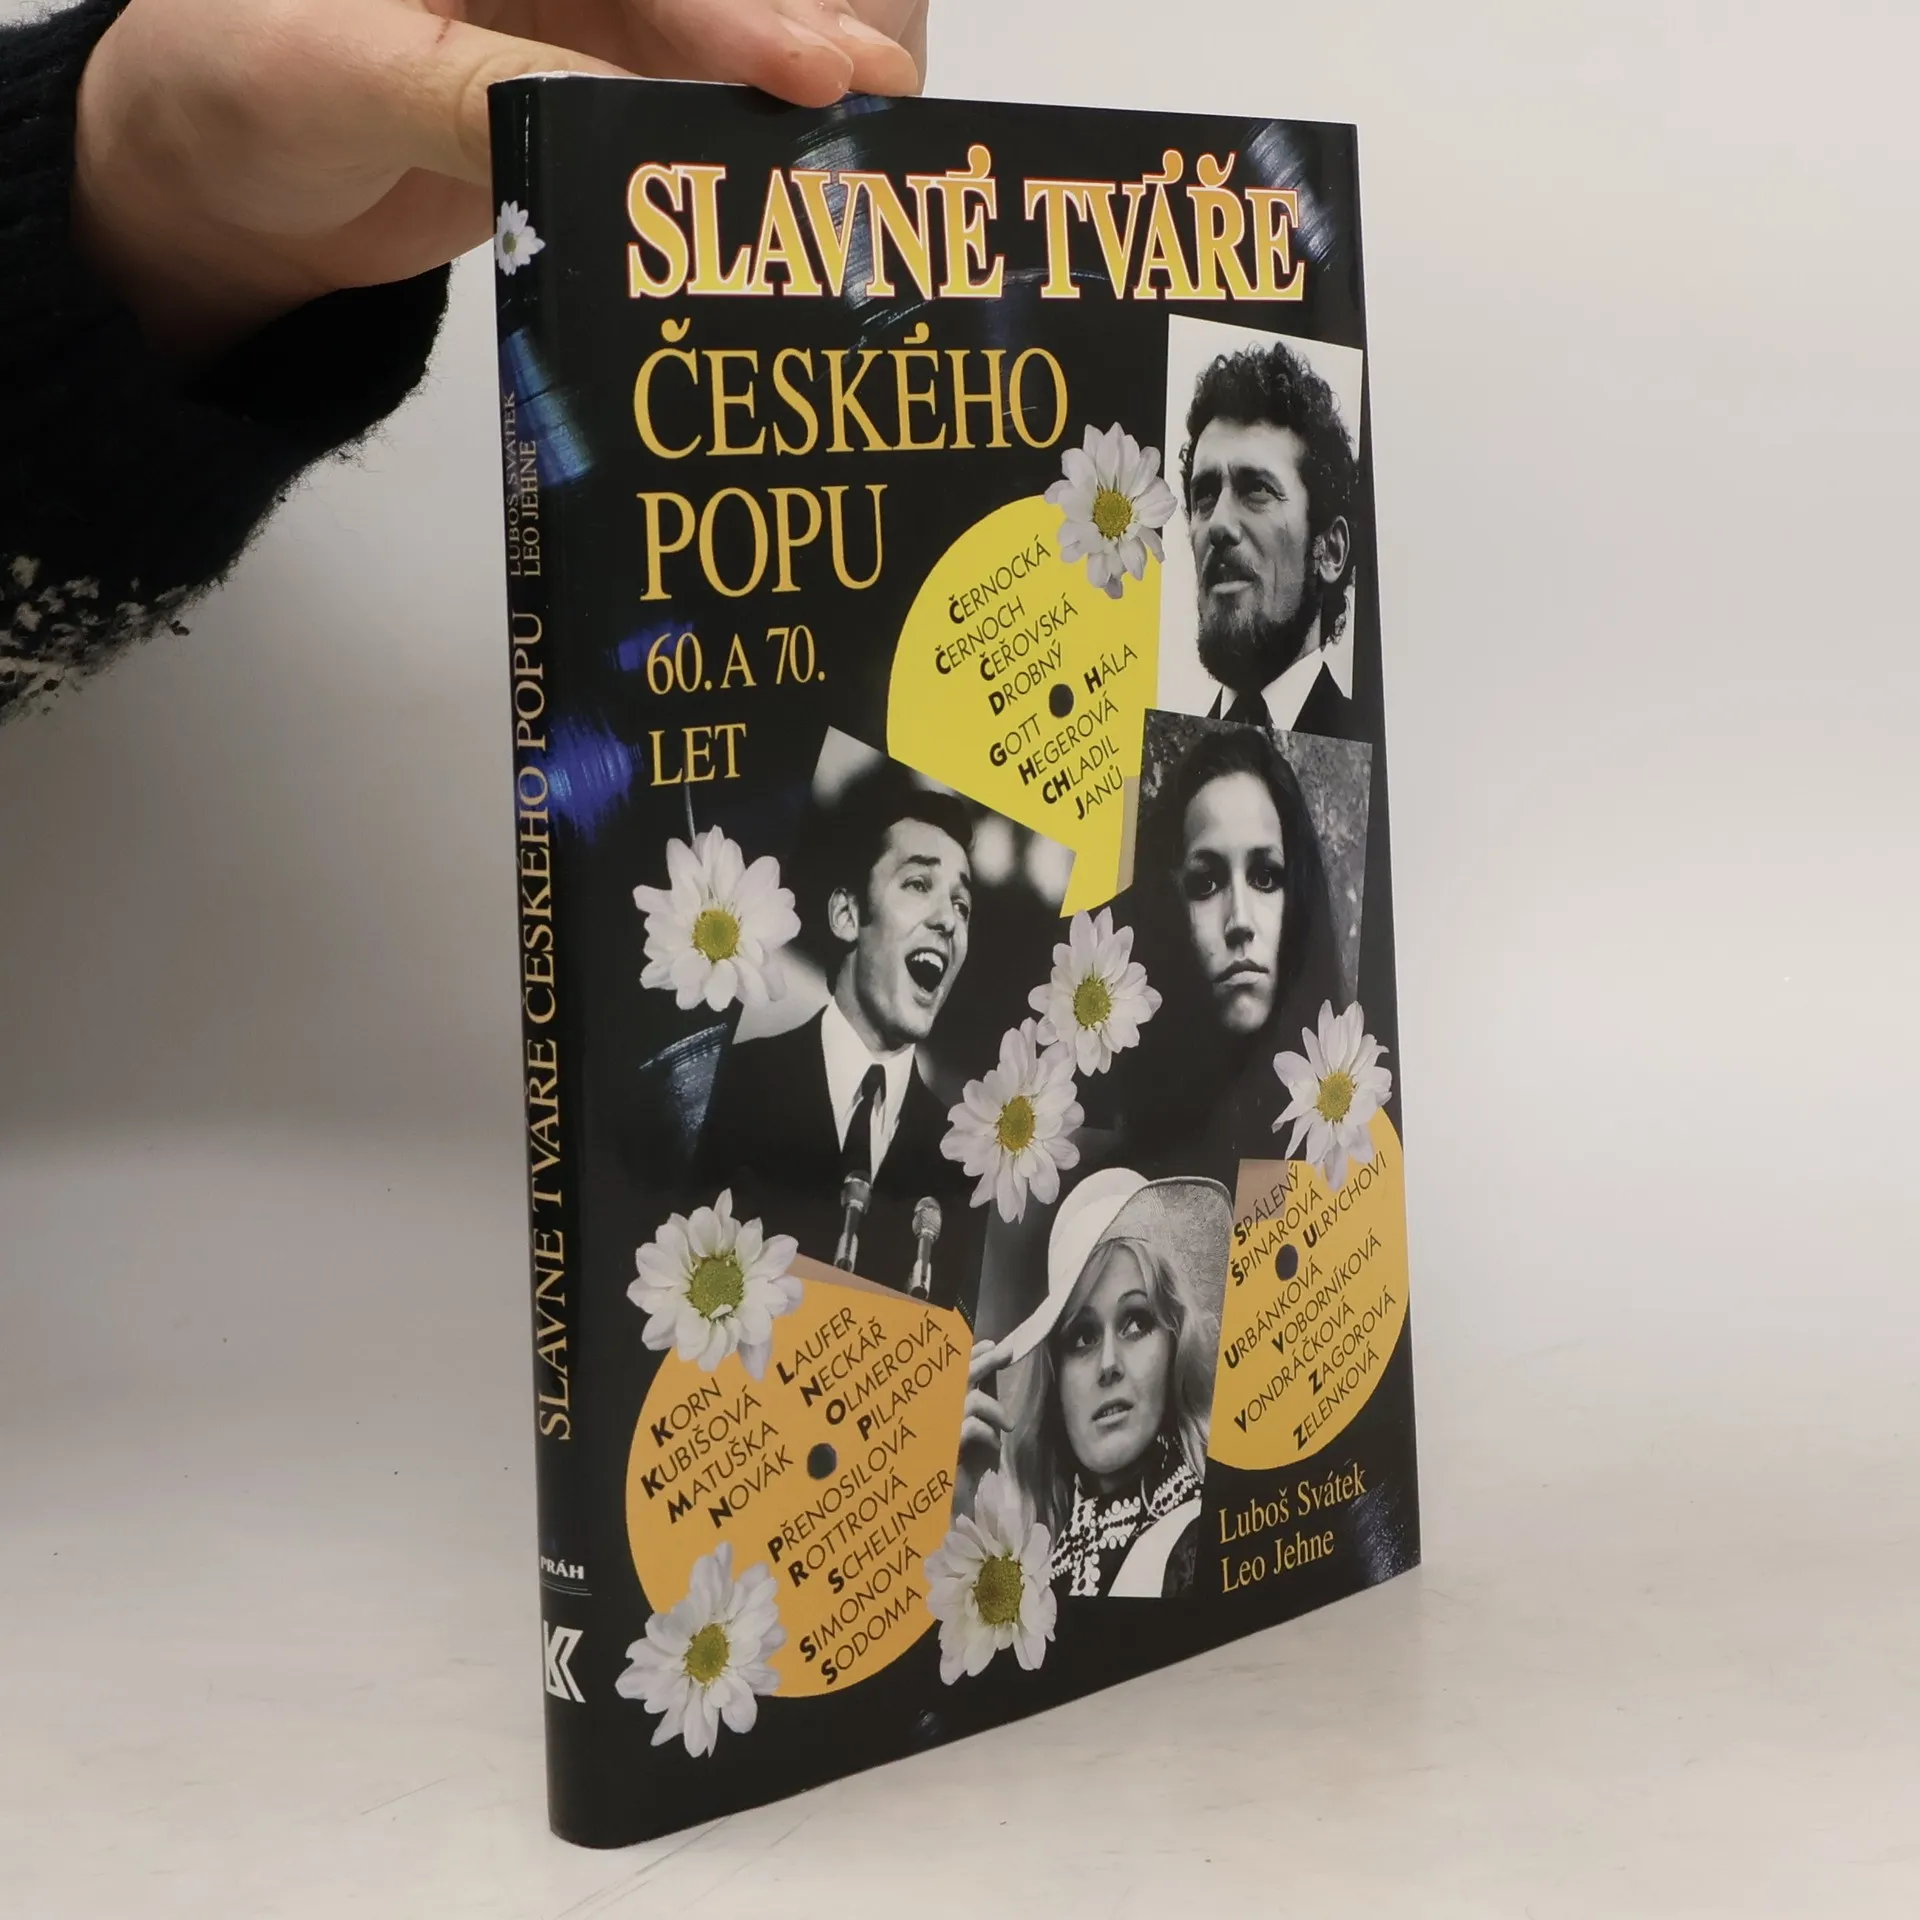 SLAVNÉ TVÁŘE
ČESKÉHO
POPU
60. A 70.
LET
ČERNOCKÁ
ČERNOCH
ČEŘOVSKÁ
DROBNÝ
HÁLA
GOTT
HEGEROVÁ
CHLADIL
JANŮ
SPÁLENÝ
ŠPINAROVÁ
ULRYCHOVI
URBÁNKOVÁ
VOBORNÍKOVÁ
VONDRÁČKOVÁ
ZAGOROVÁ
ZELENKOVÁ
KORN
KUBIŠOVÁ
MATUŠKA
NOVÁK
LAUFER
NECKÁŘ
OLMEROVÁ
PILAROVÁ
PŘENOSILOVÁ
ROTTROVÁ
SCHELINGER
SIMONOVÁ
SODOMA
Luboš Svátek
Leo Jehne
LUBOŠ SVÁTEK
LEO JEHNE
SLAVNÉ TVÁŘE ČESKÉHO POPU
PRÁH